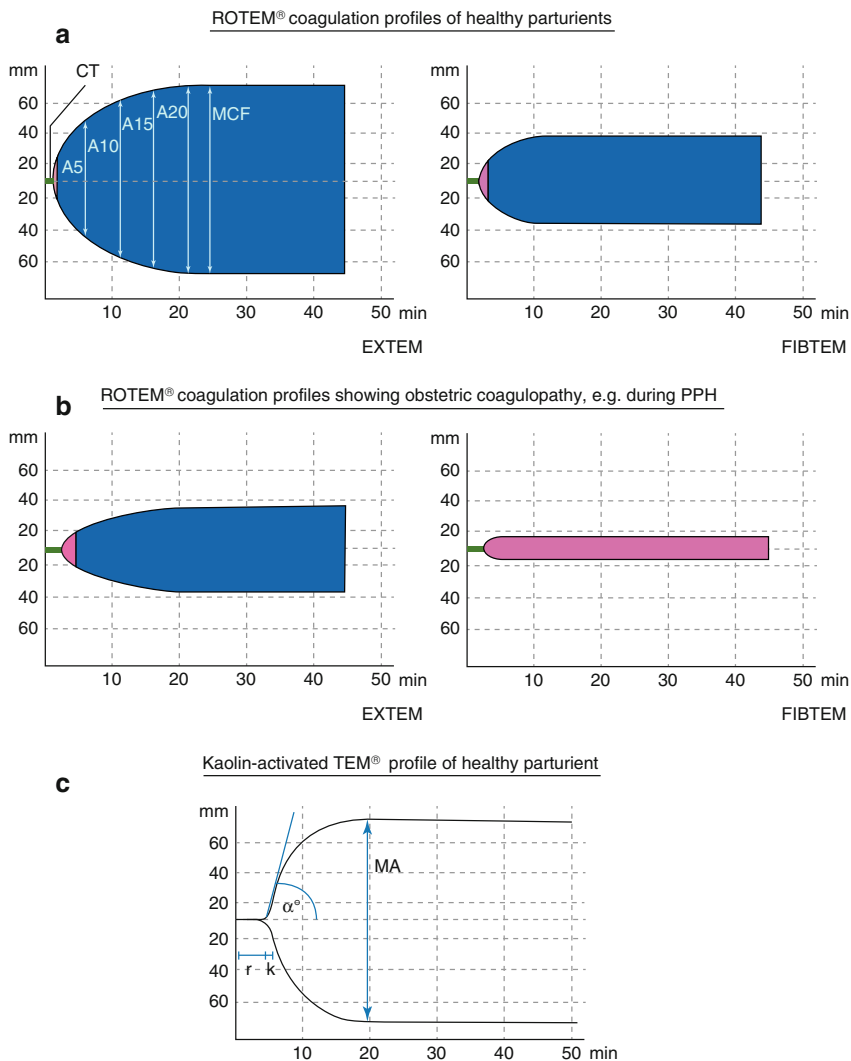 ROTEM® coagulation profiles of healthy parturients
a
mm
CT
60
40
20
20
40
60
A5
A10
A15
A20
MCF
10 20 30 40 50 min
EXTEM
mm
60
40
20
20
40
60
10 20 30 40 50 min
FIBTEM
b
ROTEM® coagulation profiles showing obstetric coagulopathy, e.g. during PPH
mm
60
40
20
20
40
60
10 20 30 40 50 min
EXTEM
mm
60
40
20
20
40
60
10 20 30 40 50 min
FIBTEM
Kaolin-activated TEM® profile of healthy parturient
c
mm
60
40
20
20
40
60
MA
α°
r k
10 20 30 40 50 min